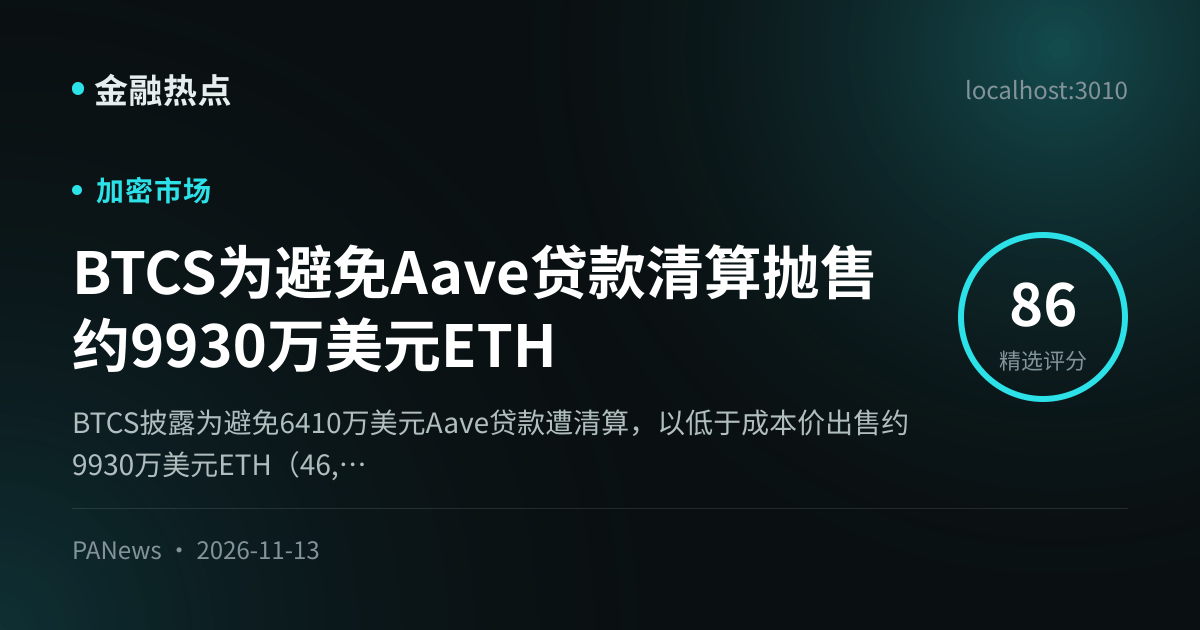 金融热点
localhost:3010
加密市场
BTCS为避免Aave贷款清算抛售
约9930万美元ETH
86
精选评分
BTCS披露为避免6410万美元Aave贷款遭清算，以低于成本价出售约
9930万美元ETH（46,…
PANews • 2026-11-13